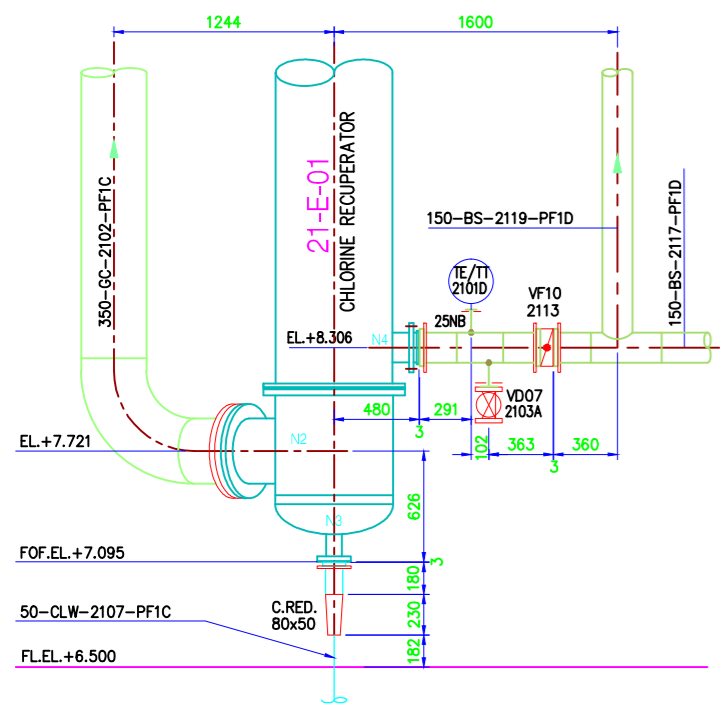 1244
1600
350-GC-2102-PF1C
21-E-01
CHLORINE RECUPERATOR
150-BS-2119-PF1D
150-BS-2117-PF1D
TE/TT
2101D
VF10
2113
25NB
EL.+8.306
N4
VD07
2103A
480
3
291
102
363
3
360
EL.+7.721
N2
626
N3
FOF.EL.+7.095
3
180
C.RED.
80x50
230
50-CLW-2107-PF1C
182
FL.EL.+6.500